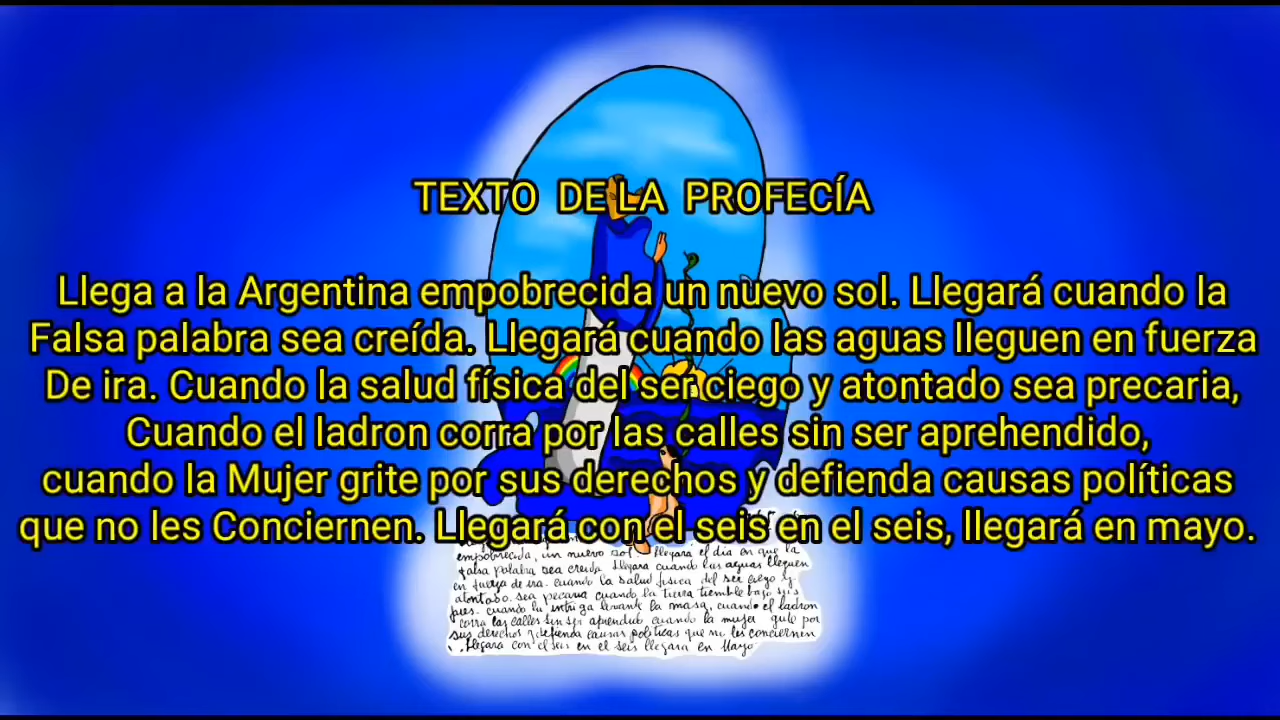 TEXTO DE LA PROFECÍA
Llega a la Argentina empobrecida un nuevo sol. Llegará cuando la
Falsa palabra sea creída. Llegará cuando las aguas lleguen en fuerza
De ira. Cuando la salud física del ser ciego y atontado sea precaria,
Cuando el ladron corra por las calles sin ser aprehendido,
cuando la Mujer grite por sus derechos y defienda causas políticas
que no les Conciernen. Llegará con el seis en el seis, llegará en mayo.
empobrecida, un nuevo sol. Llegará el día en que la
falsa palabra sea creida. Llegara cuando las aguas lleguen
en fuerza de ira. cuando la salud fisica del ser ciego y
atontado. sea pecaria cuando la tierra tiemble bajo sus
pies. cuando la intriga levante la masa, cuando el ladron
corra las calles sin ser aprendido cuando la mujer grite por
sus derechos y defienda causas politicas que no les conciernen
. Llegara con el seis en el seis llegara en Mayo